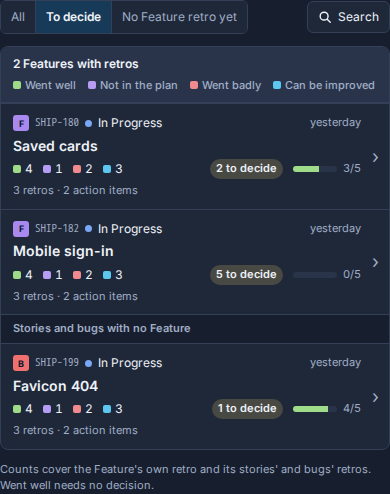 All To decide No Feature retro yet Search
2 Features with retros
Went well Not in the plan Went badly Can be improved
F SHIP-180 In Progress yesterday
Saved cards
4 1 2 3 2 to decide 3/5
3 retros · 2 action items
F SHIP-182 In Progress yesterday
Mobile sign-in
4 1 2 3 5 to decide 0/5
3 retros · 2 action items
Stories and bugs with no Feature
B SHIP-199 In Progress yesterday
Favicon 404
4 1 2 3 1 to decide 4/5
3 retros · 2 action items
Counts cover the Feature's own retro and its stories' and bugs' retros.
Went well needs no decision.